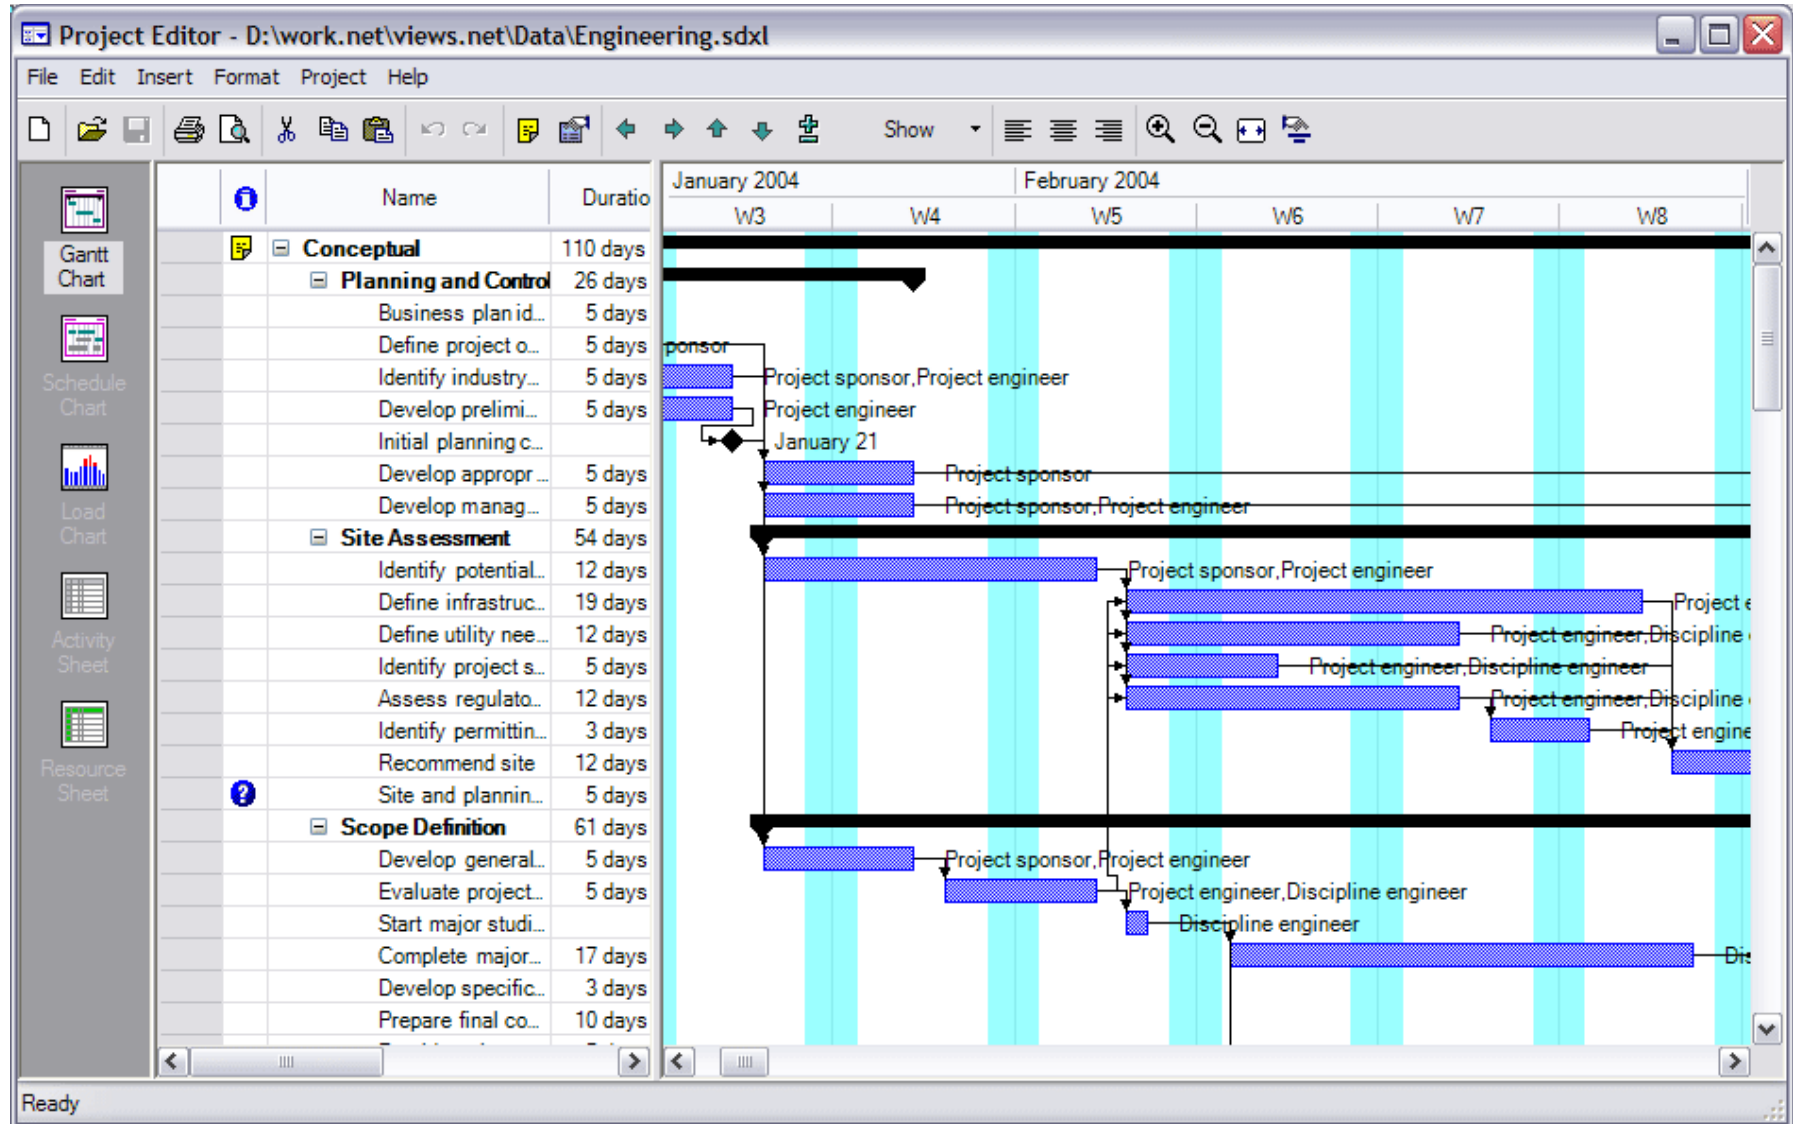 Project Editor - D:\work.net\views.net\Data\Engineering.sdxl
File Edit Insert Format Project Help
Show
Gantt
Chart
Schedule
Chart
Load
Chart
Activity
Sheet
Resource
Sheet
Name Duratio
January 2004 February 2004
W3 W4 W5 W6 W7 W8
Conceptual 110 days
Planning and Control 26 days
Business plan id... 5 days
Define project o... 5 days ponsor
Identify industry... 5 days Project sponsor,Project engineer
Develop prelimi... 5 days Project engineer
Initial planning c... January 21
Develop appropr... 5 days Project sponsor
Develop manag... 5 days Project sponsor,Project engineer
Site Assessment 54 days
Identify potential... 12 days Project sponsor,Project engineer
Define infrastruc... 19 days Project e
Define utility nee... 12 days Project engineer,Discipline
Identify project s... 5 days Project engineer,Discipline engineer
Assess regulato... 12 days Project engineer,Discipline
Identify permittin... 3 days Project engine
Recommend site 12 days
Site and plannin... 5 days
Scope Definition 61 days
Develop general... 5 days Project sponsor,Project engineer
Evaluate project... 5 days Project engineer,Discipline engineer
Start major studi... Discipline engineer
Complete major... 17 days Dis
Develop specific... 3 days
Prepare final co... 10 days
Ready